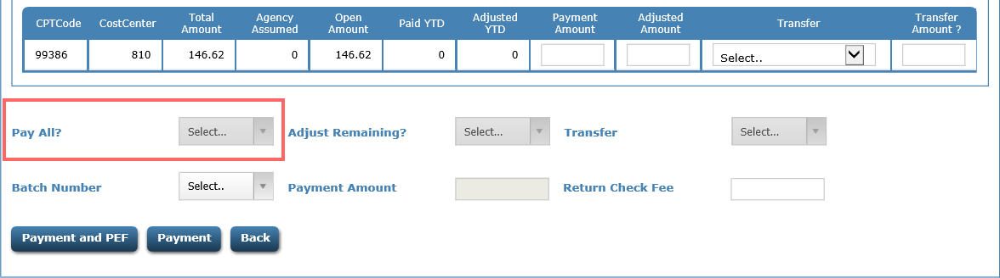 CPTCode CostCenter Total Amount Agency Assumed Open Amount Paid YTD Adjusted YTD Payment Amount Adjusted Amount Transfer Transfer Amount ?
99386 810 146.62 0 146.62 0 0 Select..
Pay All? Select... Adjust Remaining? Select... Transfer Select...
Batch Number Select.. Payment Amount Return Check Fee
Payment and PEF Payment Back